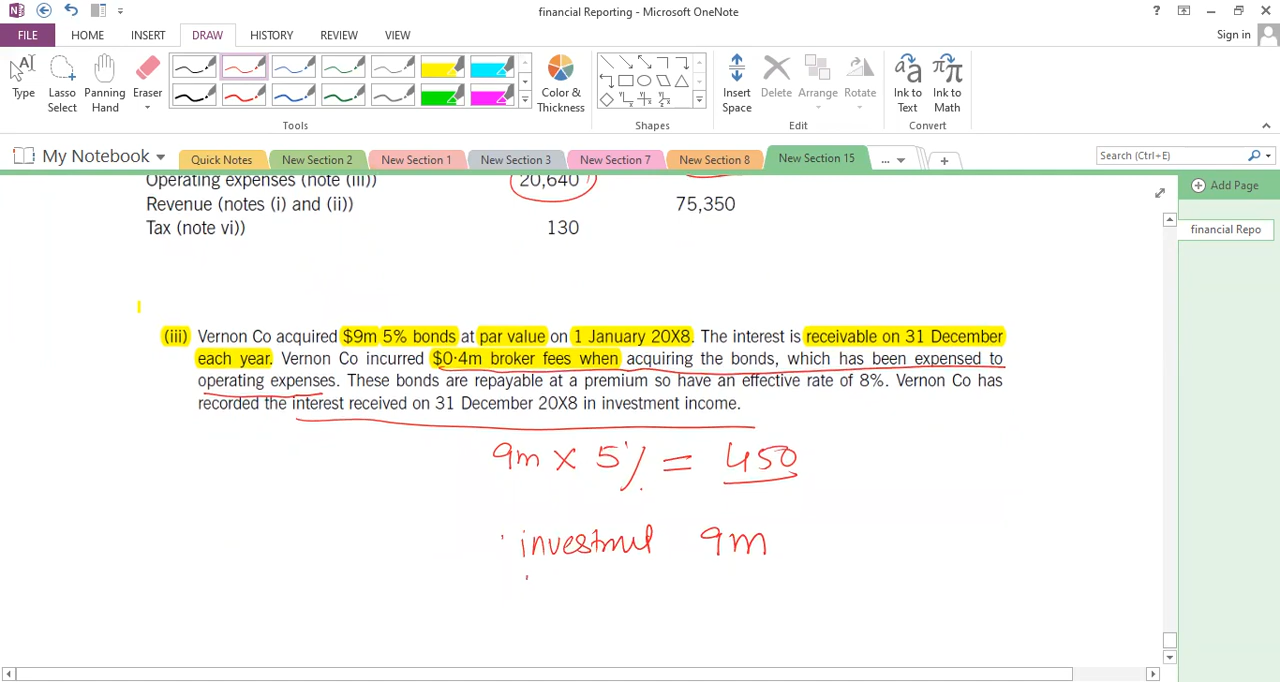 financial Reporting - Microsoft OneNote
? Sign in
FILE HOME INSERT DRAW HISTORY REVIEW VIEW
Type Lasso Select Panning Hand Eraser Color & Thickness Insert Space Delete Arrange Rotate Ink to Text Ink to Math
Tools Shapes Edit Convert
My Notebook Quick Notes New Section 2 New Section 1 New Section 3 New Section 7 New Section 8 New Section 15 ... Search (Ctrl+E)
Add Page
financial Repo
Operating expenses (note (iii)) 20,640
Revenue (notes (i) and (ii)) 75,350
Tax (note vi)) 130
(iii) Vernon Co acquired $9m 5% bonds at par value on 1 January 20X8. The interest is receivable on 31 December
each year. Vernon Co incurred $0·4m broker fees when acquiring the bonds, which has been expensed to
operating expenses. These bonds are repayable at a premium so have an effective rate of 8%. Vernon Co has
recorded the interest received on 31 December 20X8 in investment income.
9m × 5% = 450
9m